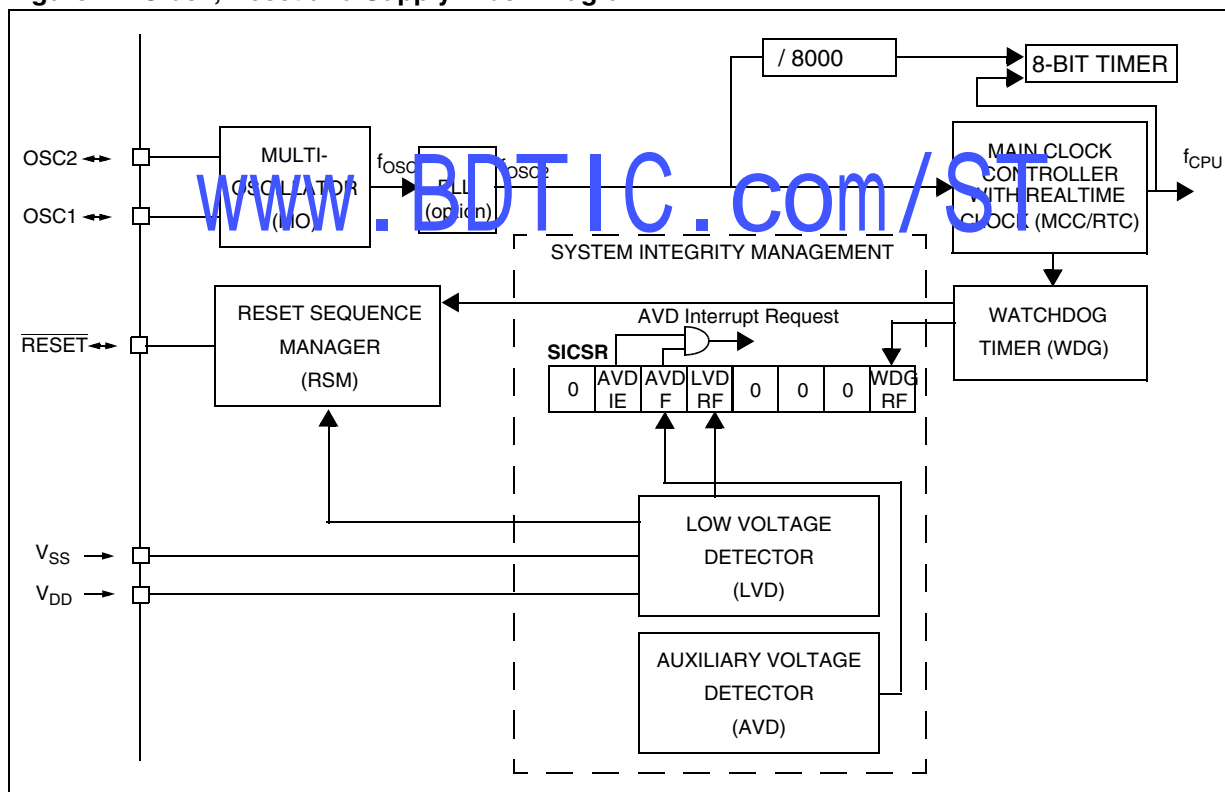 / 8000
8-BIT TIMER
OSC2
OSC1
MULTI-
OSCILLATOR
(MO)
fOSC
PLL
(option)
fOSC2
MAIN CLOCK
CONTROLLER
WITH REALTIME
CLOCK (MCC/RTC)
fCPU
www.BDTIC.com/ST
SYSTEM INTEGRITY MANAGEMENT
RESET
RESET SEQUENCE
MANAGER
(RSM)
AVD Interrupt Request
WATCHDOG
TIMER (WDG)
SICSR
0 AVD IE AVD F LVD RF 0 0 0 WDG RF
LOW VOLTAGE
DETECTOR
(LVD)
VSS
VDD
AUXILIARY VOLTAGE
DETECTOR
(AVD)